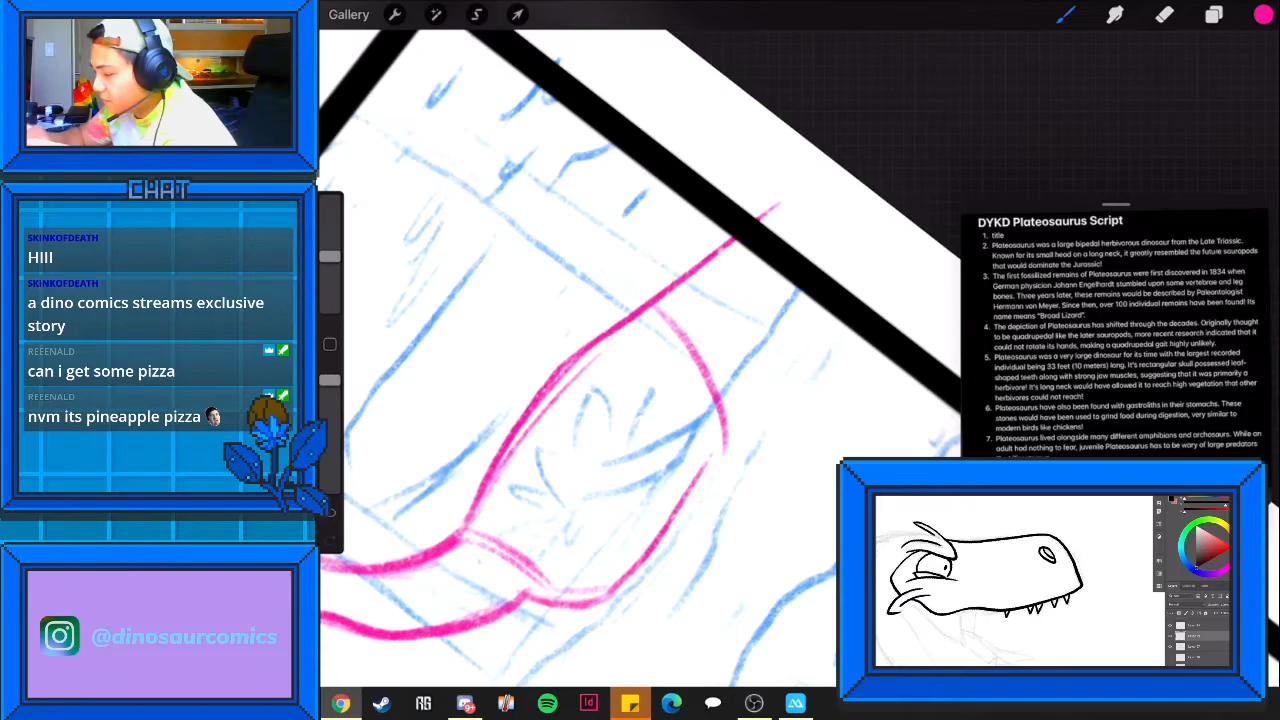 Gallery
CHAT
SKINKOFDEATH
HIII
SKINKOFDEATH
a dino comics streams exclusive
story
REEENALD
can i get some pizza
REEENALD
nvm its pineapple pizza
@dinosaurcomics
DYKD Plateosaurus Script
1. title
2. Plateosaurus was a large bipedal herbivorous dinosaur from the Late Triassic.
Known for its small head on a long neck, it greatly resembled the future sauropods
that would dominate the Jurassic!
3. The first fossilized remains of Plateosaurus were first discovered in 1834 when
German physician Johann Engelhardt stumbled upon some vertebrae and leg
bones. Three years later, these remains would be described by Paleontologist
Hermann von Meyer. Since then, over 100 individual remains have been found! Its
name means "Broad Lizard".
4. The depiction of Plateosaurus has shifted through the decades. Originally thought
to be quadrupedal like the later sauropods, more recent research indicated that it
could not rotate its hands, making a quadrupedal gait highly unlikely.
5. Plateosaurus was a very large dinosaur for its time with the largest recorded
individual being 33 feet (10 meters) long. It's rectangular skull possessed leaf-
shaped teeth along with strong jaw muscles, suggesting that it was primarily a
herbivore! It's long neck would have allowed it to reach high vegetation that other
herbivores could not reach!
6. Plateosaurus have also been found with gastroliths in their stomachs. These
stones would have been used to grind food during digestion, very similar to
modern birds like chickens!
7. Plateosaurus lived alongside many different amphibians and archosaurs. While an
adult had nothing to fear, juvenile Plateosaurus has to be wary of large predators